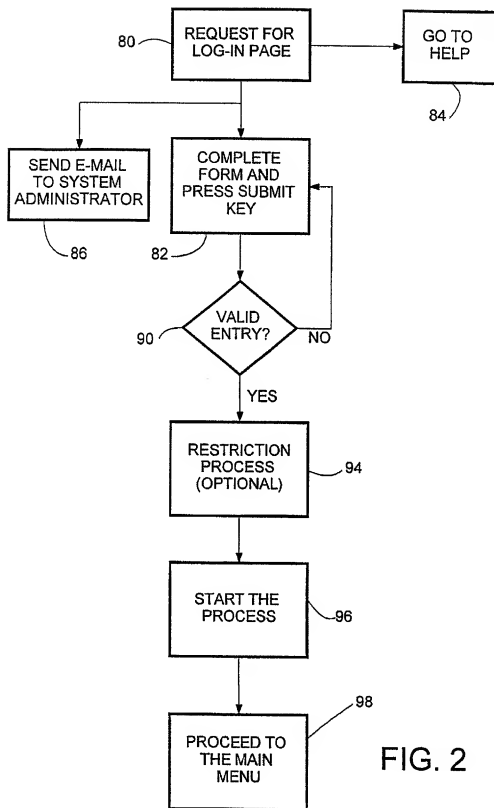 80
REQUEST FOR
LOG-IN PAGE
GO TO
HELP
84
SEND E-MAIL
TO SYSTEM
ADMINISTRATOR
86
COMPLETE
FORM AND
PRESS SUBMIT
KEY
82
90
VALID
ENTRY?
NO
YES
RESTRICTION
PROCESS
(OPTIONAL)
94
START THE
PROCESS
96
98
PROCEED TO
THE MAIN
MENU
FIG. 2